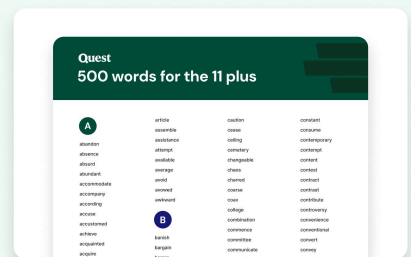 Quest
500 words for the 11 plus
A
abandon
absence
absurd
abundant
accommodate
accompany
according
accuse
accustomed
achieve
acquainted
acquire
article
assemble
assistance
attempt
available
average
avoid
avowed
awkward
B
banish
bargain
caution
cease
ceiling
cemetery
changeable
chaos
charred
coarse
coax
college
combination
commence
committee
communicate
constant
consume
contemporary
contempt
content
contest
contract
contrast
contribute
controversy
convenience
conventional
convert
convey